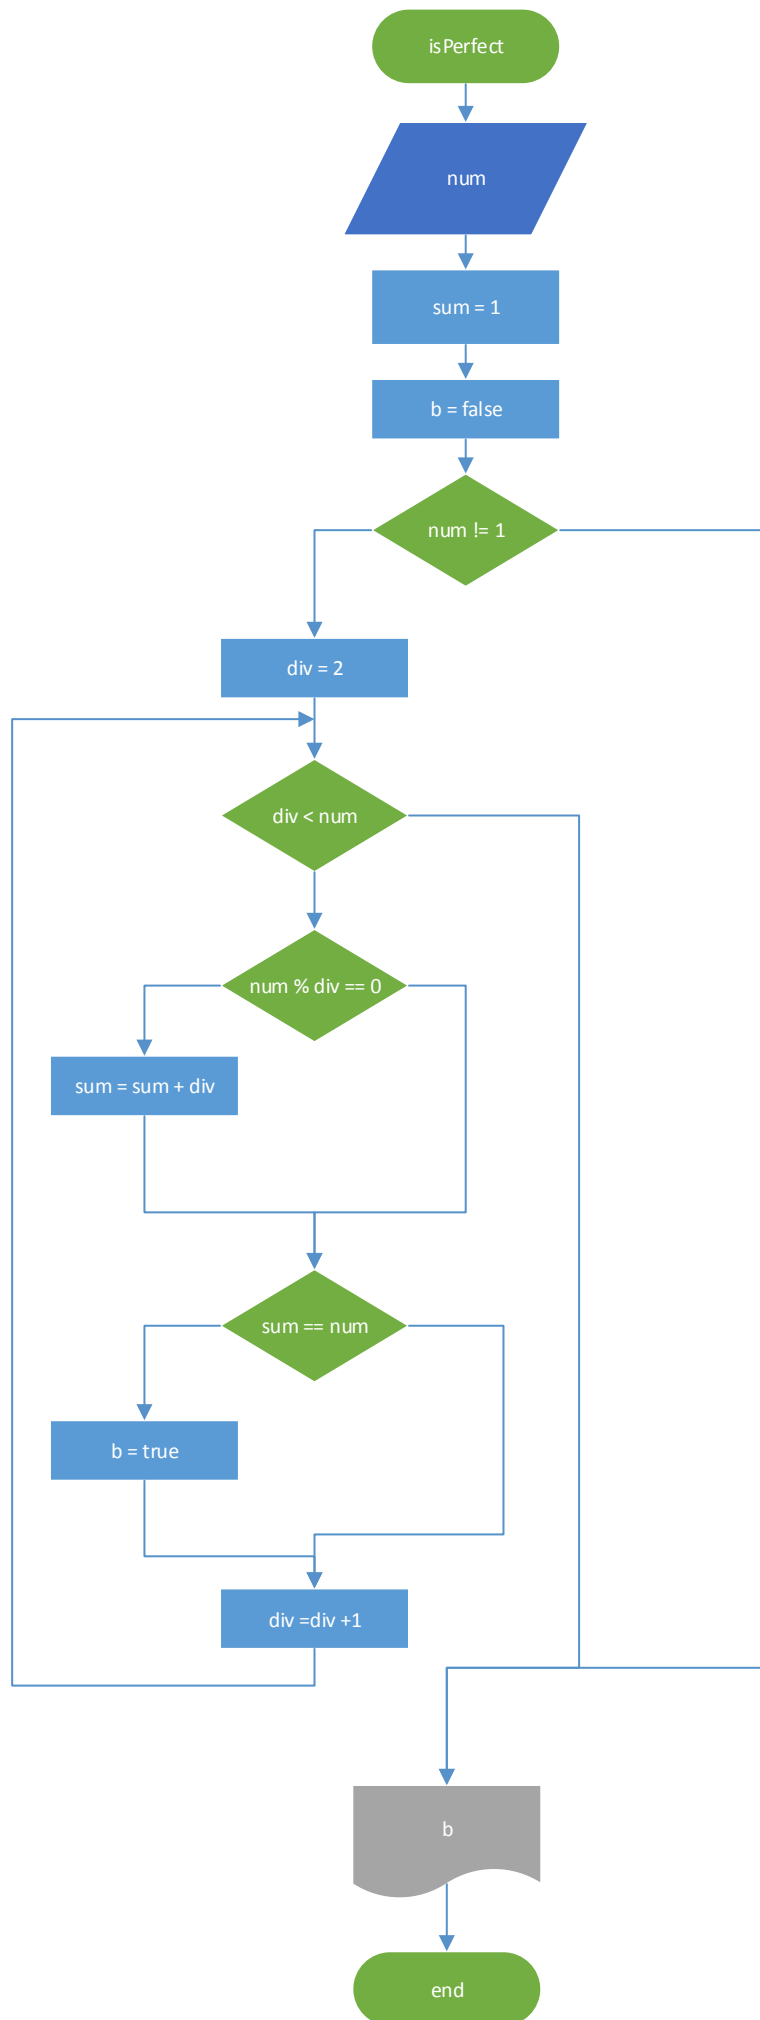 isPerfect
num
sum = 1
b = false
num != 1
div = 2
div < num
num % div == 0
sum = sum + div
sum == num
b = true
div =div +1
b
end